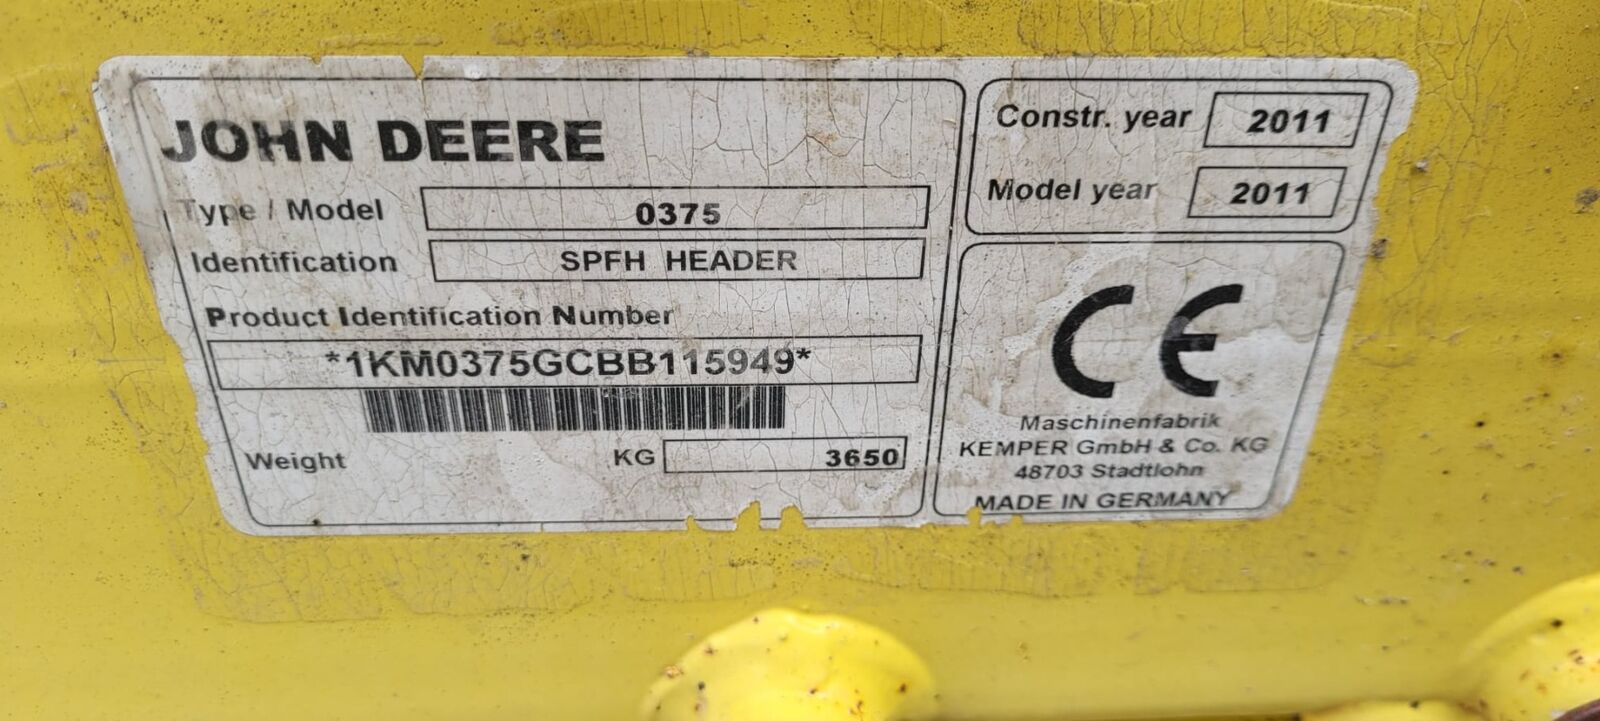 JOHN DEERE
Type / Model 0375
Identification SPFH HEADER
Product Identification Number
*1KM0375GCBB115949*
Weight KG 3650
Constr. year 2011
Model year 2011
CE
Maschinenfabrik
KEMPER GmbH & Co. KG
48703 Stadtlohn
MADE IN GERMANY